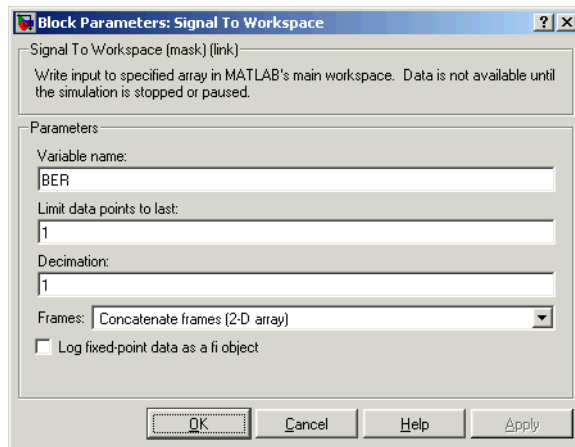 Block Parameters: Signal To Workspace
Signal To Workspace (mask) (link)
Write input to specified array in MATLAB's main workspace. Data is not available until
the simulation is stopped or paused.
Parameters
Variable name:
BER
Limit data points to last:
1
Decimation:
1
Frames: Concatenate frames (2-D array)
Log fixed-point data as a fi object
OK Cancel Help Apply